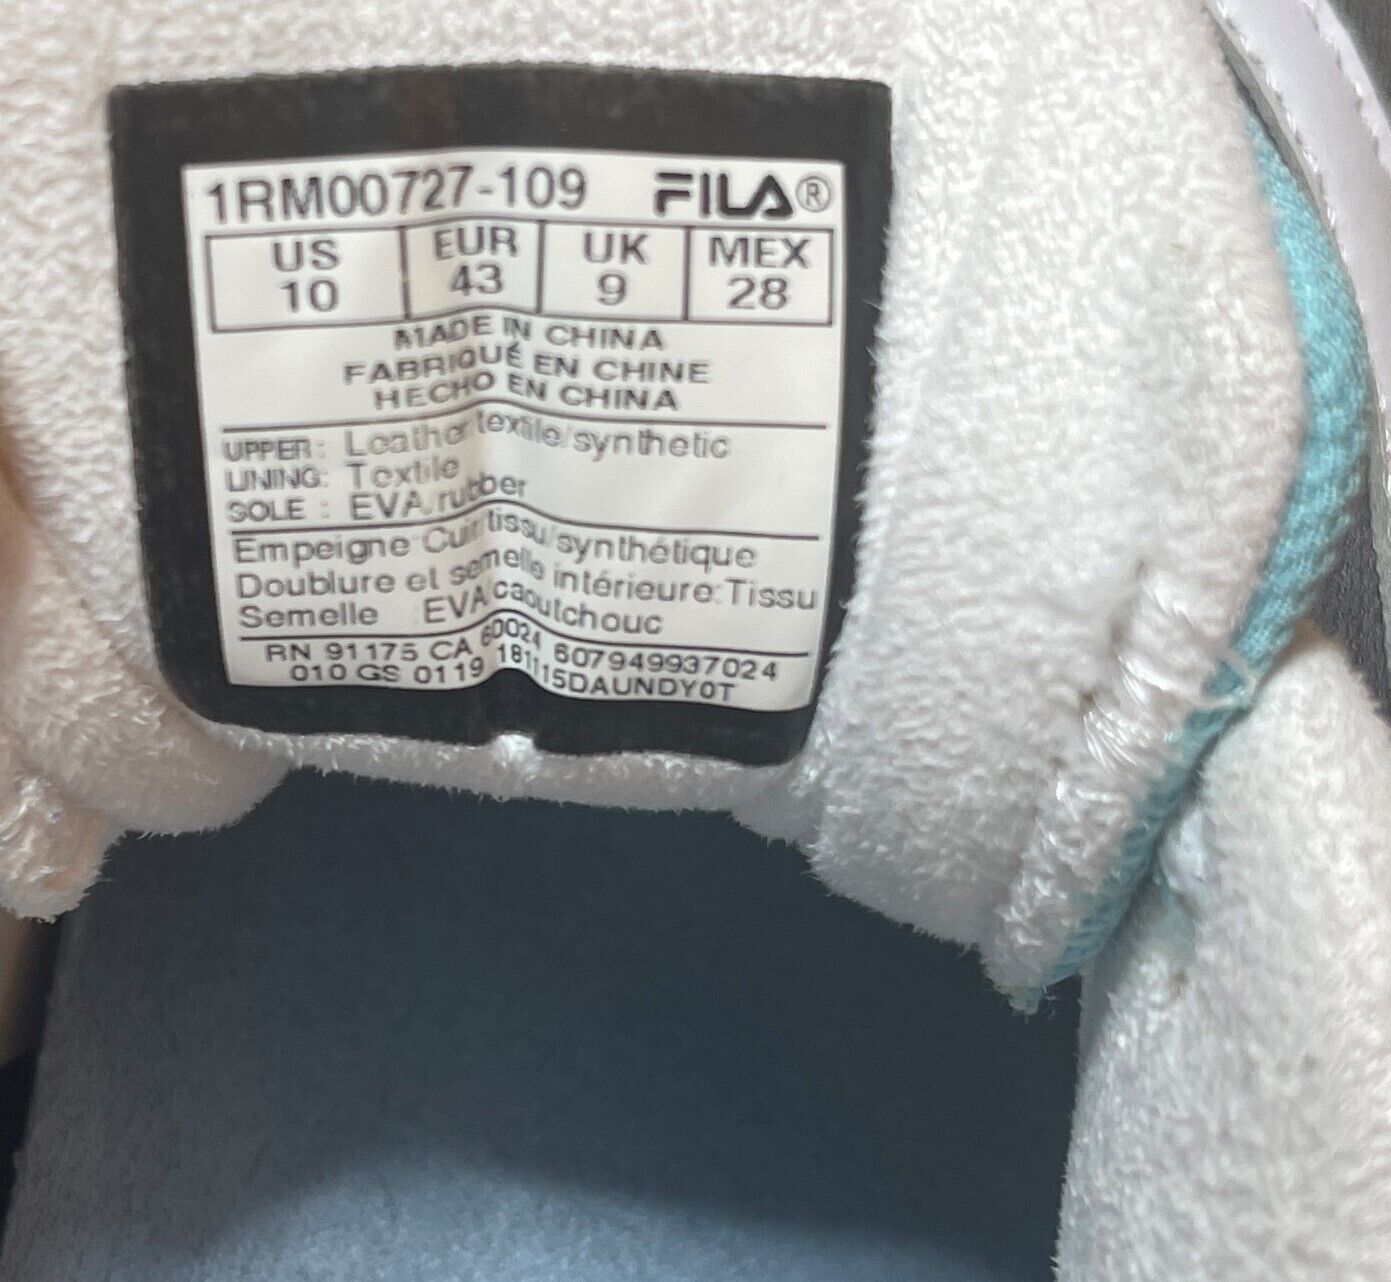 1RM00727-109 FILA®
US EUR UK MEX
10 43 9 28
MADE IN CHINA
FABRIQUÉ EN CHINE
HECHO EN CHINA
UPPER: Leather textile/synthetic
LINING: Textile
SOLE : EVA/rubber
Empeigne Cuir tissu/synthétique
Doublure et semelle intérieure:Tissu
Semelle EVA caoutchouc
RN 91175 CA 60024 607949937024
010 GS 0119 181115DAUNDY0T